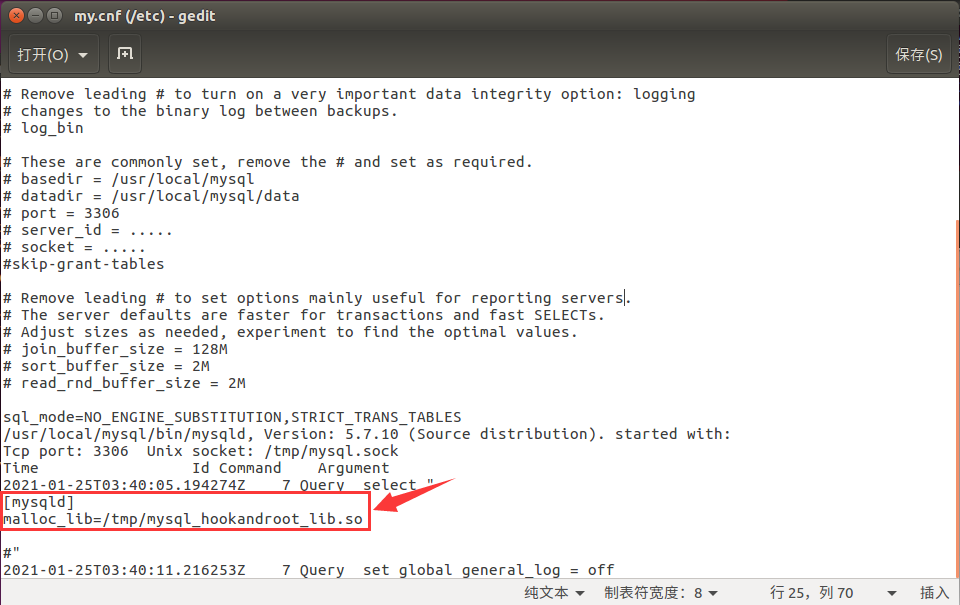 my.cnf (/etc) - gedit
打开(O)
保存(S)
# Remove leading # to turn on a very important data integrity option: logging
# changes to the binary log between backups.
# log_bin
# These are commonly set, remove the # and set as required.
# basedir = /usr/local/mysql
# datadir = /usr/local/mysql/data
# port = 3306
# server_id = .....
# socket = .....
#skip-grant-tables
# Remove leading # to set options mainly useful for reporting servers.
# The server defaults are faster for transactions and fast SELECTs.
# Adjust sizes as needed, experiment to find the optimal values.
# join_buffer_size = 128M
# sort_buffer_size = 2M
# read_rnd_buffer_size = 2M
sql_mode=NO_ENGINE_SUBSTITUTION,STRICT_TRANS_TABLES
/usr/local/mysql/bin/mysqld, Version: 5.7.10 (Source distribution). started with:
Tcp port: 3306  Unix socket: /tmp/mysql.sock
Time                 Id Command    Argument
2021-01-25T03:40:05.194274Z    7 Query  select "
[mysqld]
malloc_lib=/tmp/mysql_hookandroot_lib.so
#"
2021-01-25T03:40:11.216253Z    7 Query  set global general_log = off
纯文本 制表符宽度: 8 行 25, 列 70 插入